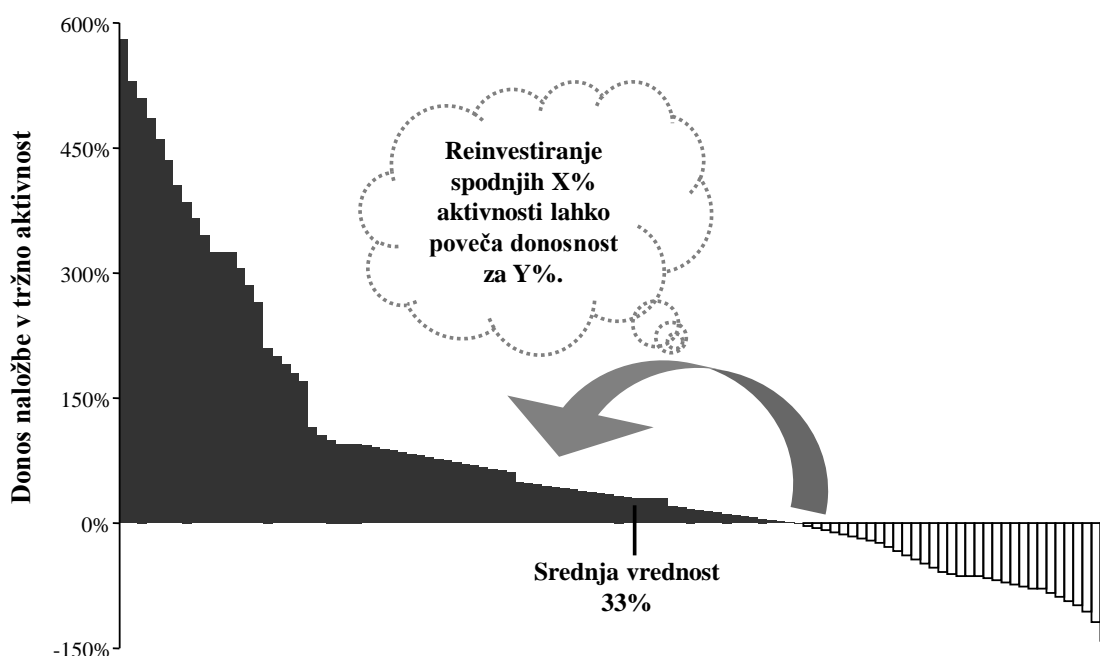 600%
450%
300%
150%
0%
-150%
Donos naložbe v tržno aktivnost
Reinvestiranje
spodnjih X%
aktivnosti lahko
poveča donosnost
za Y%.
Srednja vrednost
33%